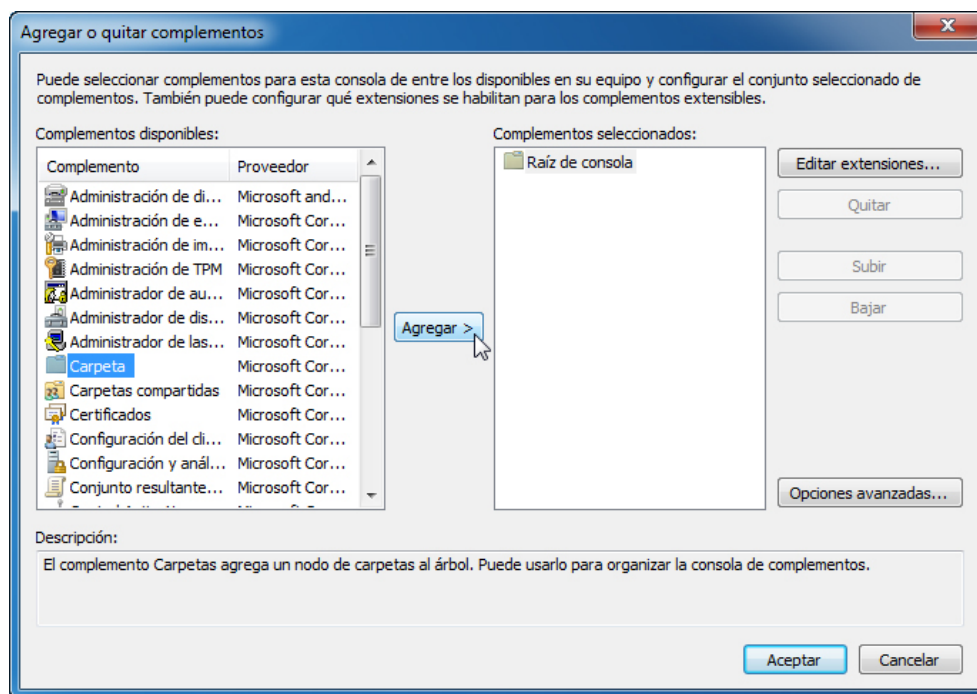 Agregar o quitar complementos
Puede seleccionar complementos para esta consola de entre los disponibles en su equipo y configurar el conjunto seleccionado de
complementos. También puede configurar qué extensiones se habilitan para los complementos extensibles.
Complementos disponibles:
Complemento Proveedor
Administración de di... Microsoft and...
Administración de e... Microsoft Cor...
Administración de im... Microsoft Cor...
Administración de TPM Microsoft Cor...
Administrador de au... Microsoft Cor...
Administrador de dis... Microsoft Cor...
Administrador de las... Microsoft Cor...
Carpeta Microsoft Cor...
Carpetas compartidas Microsoft Cor...
Certificados Microsoft Cor...
Configuración del cli... Microsoft Cor...
Configuración y anál... Microsoft Cor...
Conjunto resultante... Microsoft Cor...
Agregar >
Complementos seleccionados:
Raíz de consola
Editar extensiones...
Quitar
Subir
Bajar
Opciones avanzadas...
Descripción:
El complemento Carpetas agrega un nodo de carpetas al árbol. Puede usarlo para organizar la consola de complementos.
Aceptar
Cancelar